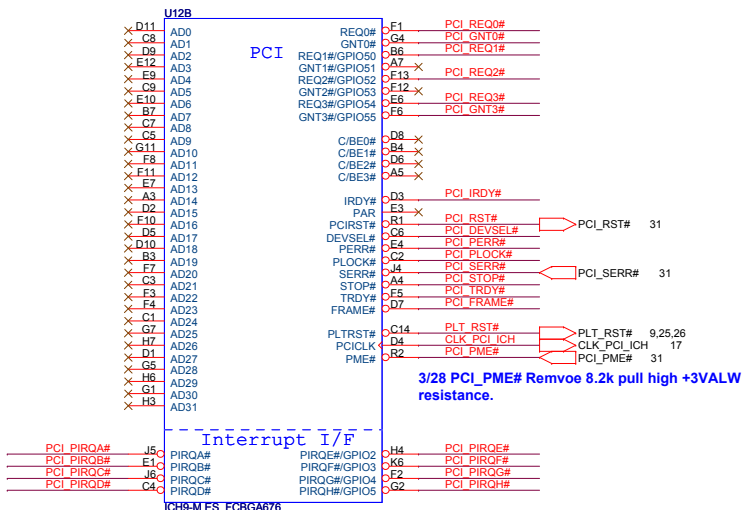 U12B
PCI
D11 AD0 REQ0# F1 PCI_REQ0#
C8 AD1 GNT0# G4 PCI_GNT0#
D9 AD2 REQ1#/GPIO50 B6 PCI_REQ1#
E12 AD3 GNT1#/GPIO51 A7
E9 AD4 REQ2#/GPIO52 F13 PCI_REQ2#
C9 AD5 GNT2#/GPIO53 F12
E10 AD6 REQ3#/GPIO54 E6 PCI_REQ3#
B7 AD7 GNT3#/GPIO55 F6 PCI_GNT3#
C7 AD8
C5 AD9 C/BE0# D8
G11 AD10 C/BE1# B4
F8 AD11 C/BE2# D6
F11 AD12 C/BE3# A5
E7 AD13
A3 AD14 IRDY# D3 PCI_IRDY#
D2 AD15 PAR E3
F10 AD16 PCIRST# R1 PCI_RST# PCI_RST# 31
D5 AD17 DEVSEL# C6 PCI_DEVSEL#
D10 AD18 PERR# E4 PCI_PERR#
B3 AD19 PLOCK# C2 PCI_PLOCK#
F7 AD20 SERR# J4 PCI_SERR# PCI_SERR# 31
C3 AD21 STOP# A4 PCI_STOP#
F3 AD22 TRDY# F5 PCI_TRDY#
F4 AD23 FRAME# D7 PCI_FRAME#
C1 AD24
G7 AD25 PLTRST# C14 PLT_RST# PLT_RST# 9,25,26
H7 AD26 PCICLK D4 CLK_PCI_ICH CLK_PCI_ICH 17
D1 AD27 PME# R2 PCI_PME# PCI_PME# 31
G5 AD28
H6 AD29
G1 AD30
H3 AD31
3/28 PCI_PME# Remvoe 8.2k pull high +3VALW
resistance.
Interrupt I/F
PCI_PIRQA# J5 PIRQA# PIRQE#/GPIO2 H4 PCI_PIRQE#
PCI_PIRQB# E1 PIRQB# PIRQF#/GPIO3 K6 PCI_PIRQF#
PCI_PIRQC# J6 PIRQC# PIRQG#/GPIO4 F2 PCI_PIRQG#
PCI_PIRQD# C4 PIRQD# PIRQH#/GPIO5 G2 PCI_PIRQH#
ICH9-M ES_FCBGA676